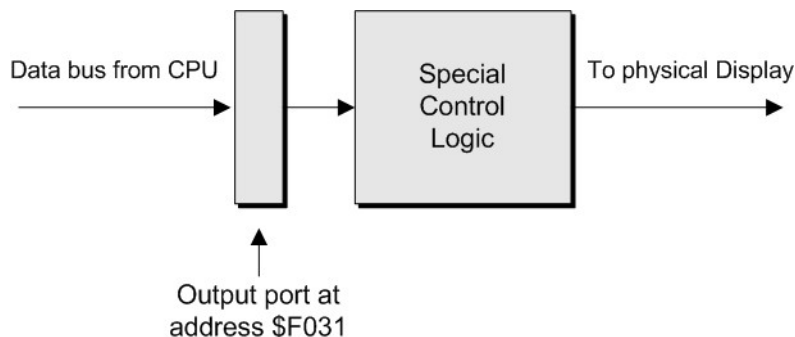 Data bus from CPU
Special
Control
Logic
To physical Display
Output port at
address $F031